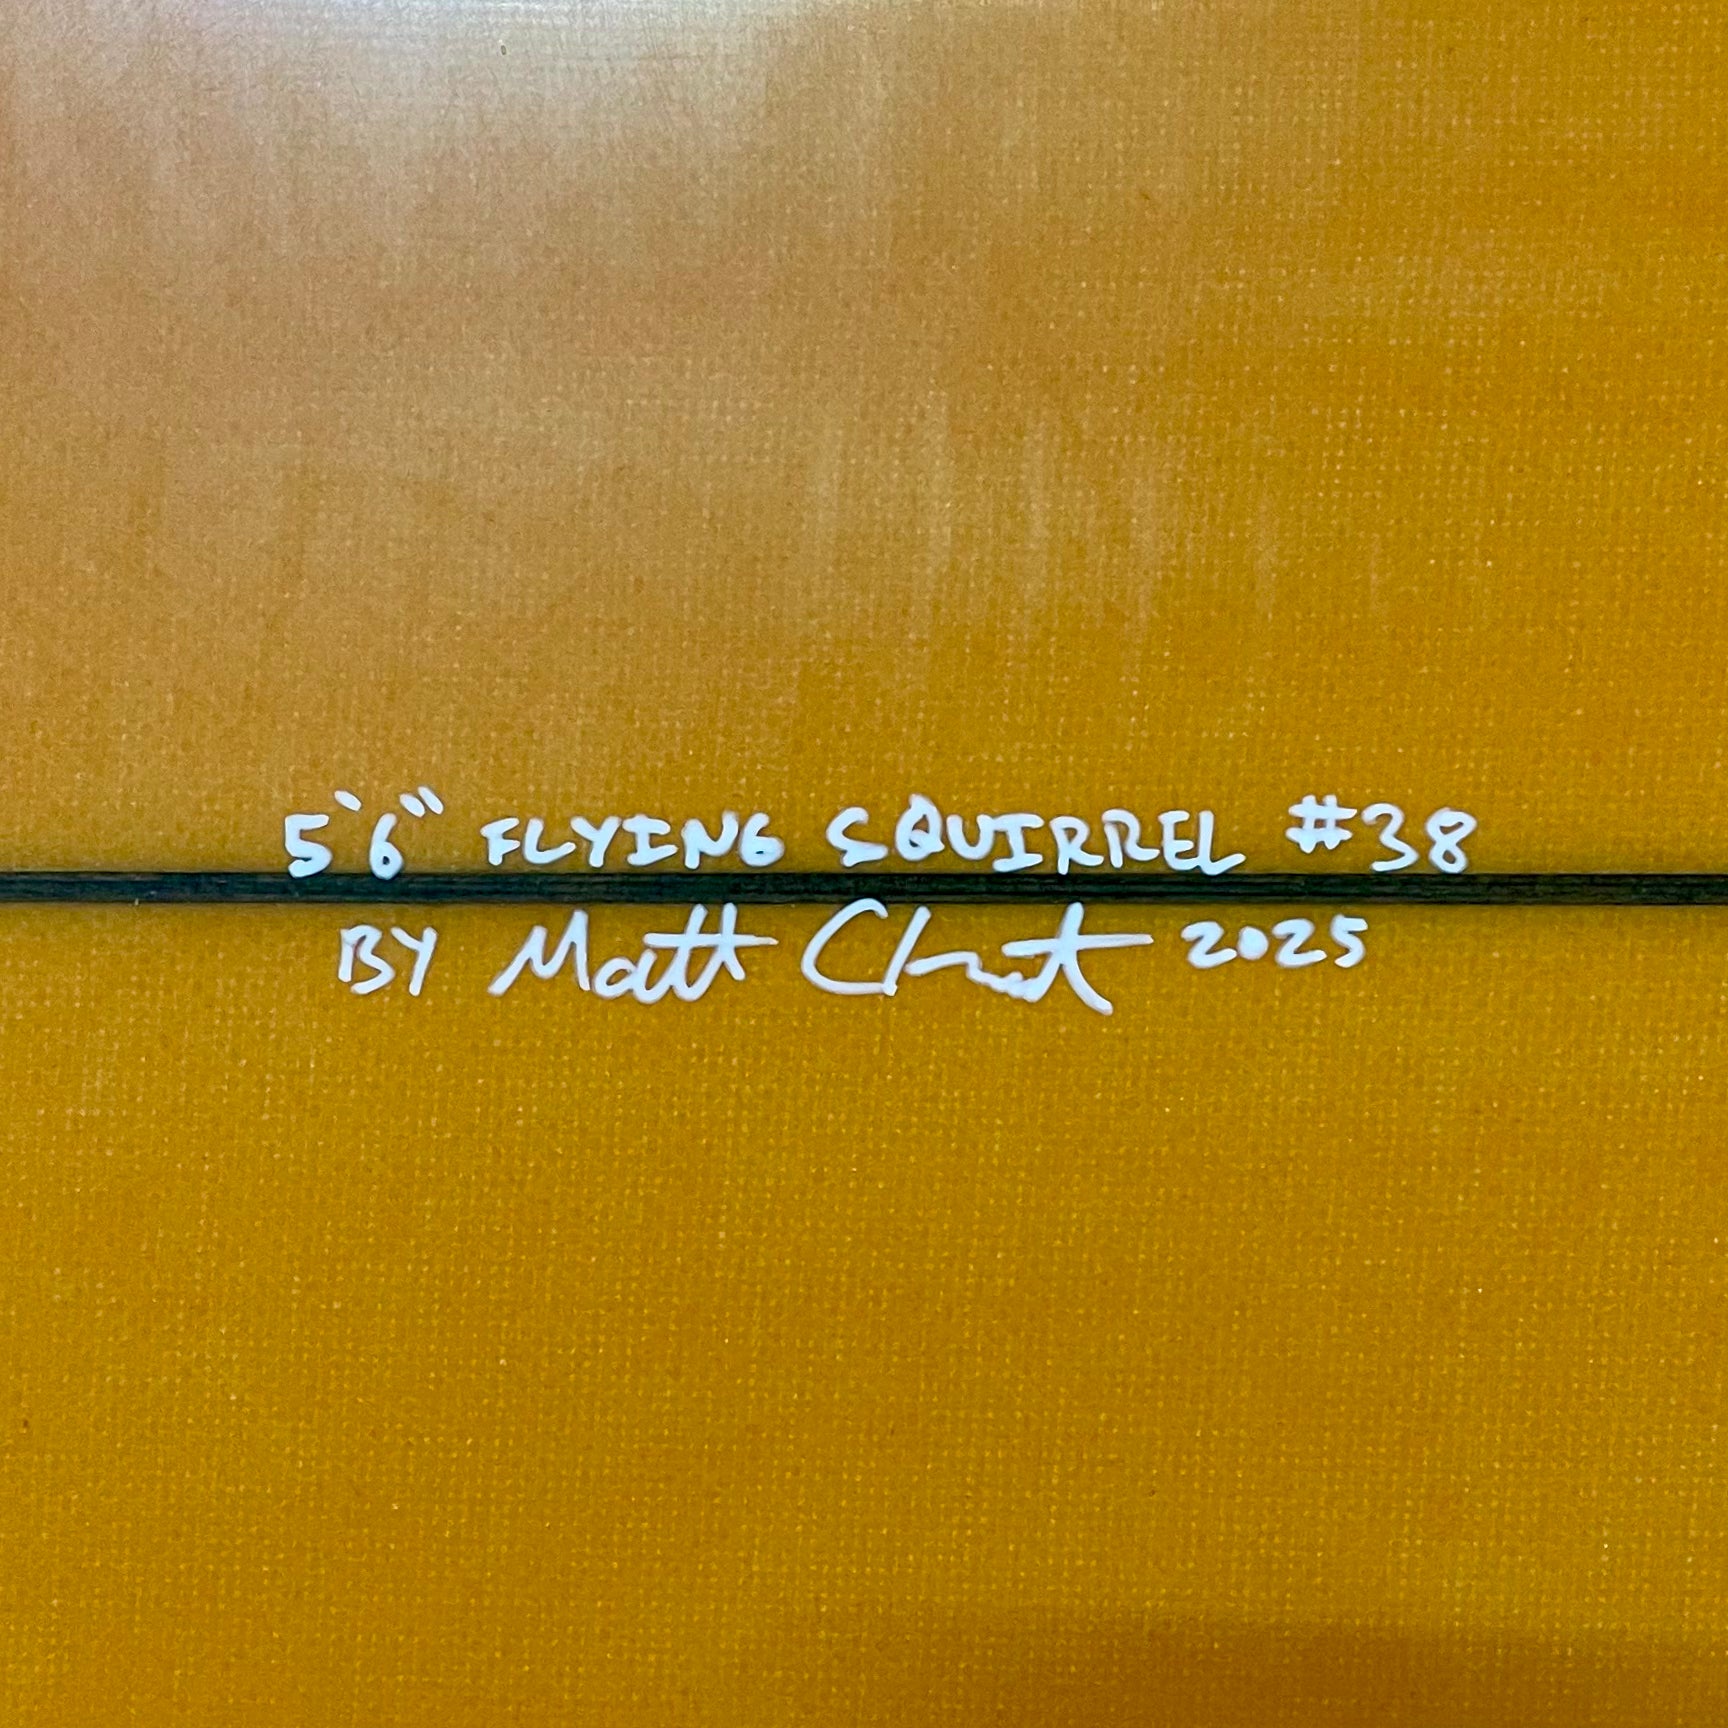 5'6" FLYING SQUIRREL #38
BY Matt 2025